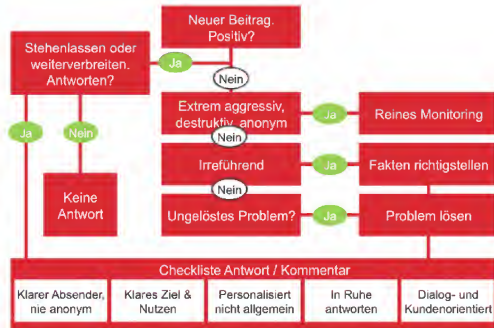 Neuer Beitrag.
Positiv?
Stehenlassen oder
weiterverbreiten.
Antworten?
Ja
Nein
Extrem aggressiv,
destruktiv, anonym
Ja
Reines Monitoring
Ja
Nein
Nein
Irreführend
Ja
Fakten richtigstellen
Keine
Antwort
Nein
Ungelöstes Problem?
Ja
Problem lösen
Checkliste Antwort / Kommentar
Klarer Absender,
nie anonym
Klares Ziel &
Nutzen
Personalisiert
nicht allgemein
In Ruhe
antworten
Dialog- und
Kundenorientiert